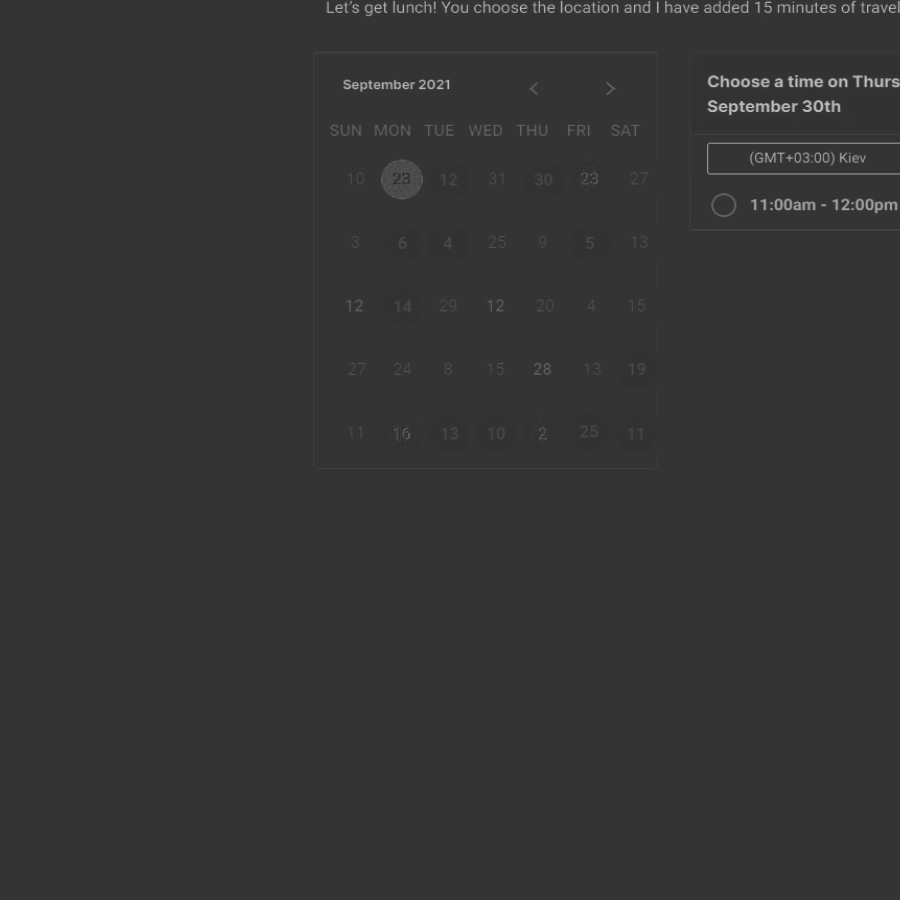 Let's get lunch! You choose the location and I have added 15 minutes of travel
September 2021
SUN MON TUE WED THU FRI SAT
10 23 12 31 30 23 27
3 6 4 25 9 5 13
12 14 29 12 20 4 15
27 24 8 15 28 13 19
11 16 13 10 2 25 11
Choose a time on Thurs
September 30th
(GMT+03:00) Kiev
11:00am - 12:00pm